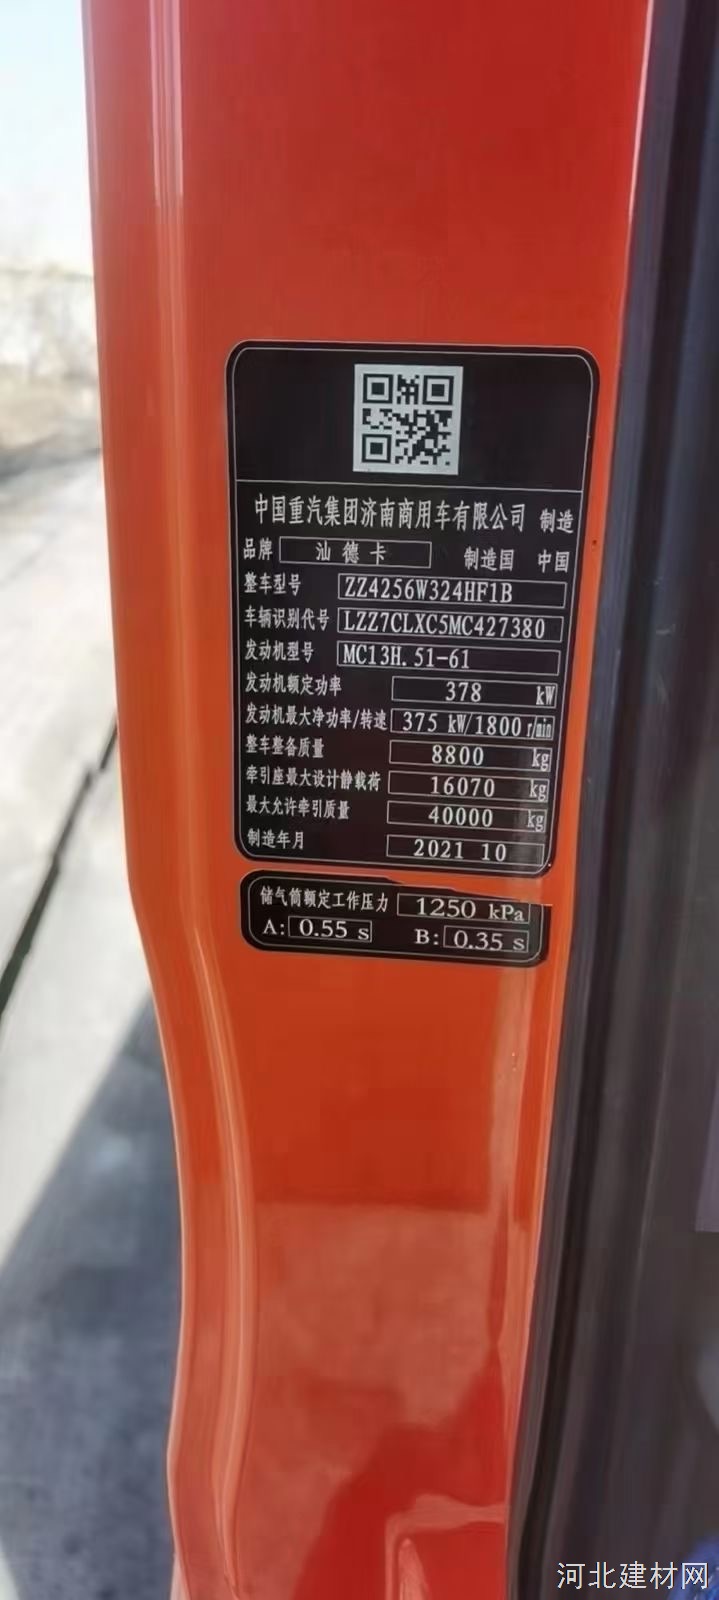 中国重汽集团济南商用车有限公司 制造
品牌 汕德卡 制造国 中国
整车型号 ZZ4256W324HF1B
车辆识别代号 LZZ7CLXC5MC427380
发动机型号 MC13H.51-61
发动机额定功率 378 kW
发动机最大净功率/转速 375 kW/1800 r/min
整车整备质量 8800 kg
牵引座最大设计静载荷 16070 kg
最大允许牵引质量 40000 kg
制造年月 2021 10
储气筒额定工作压力 1250 kPa
A: 0.55 s B: 0.35 s
河北建材网